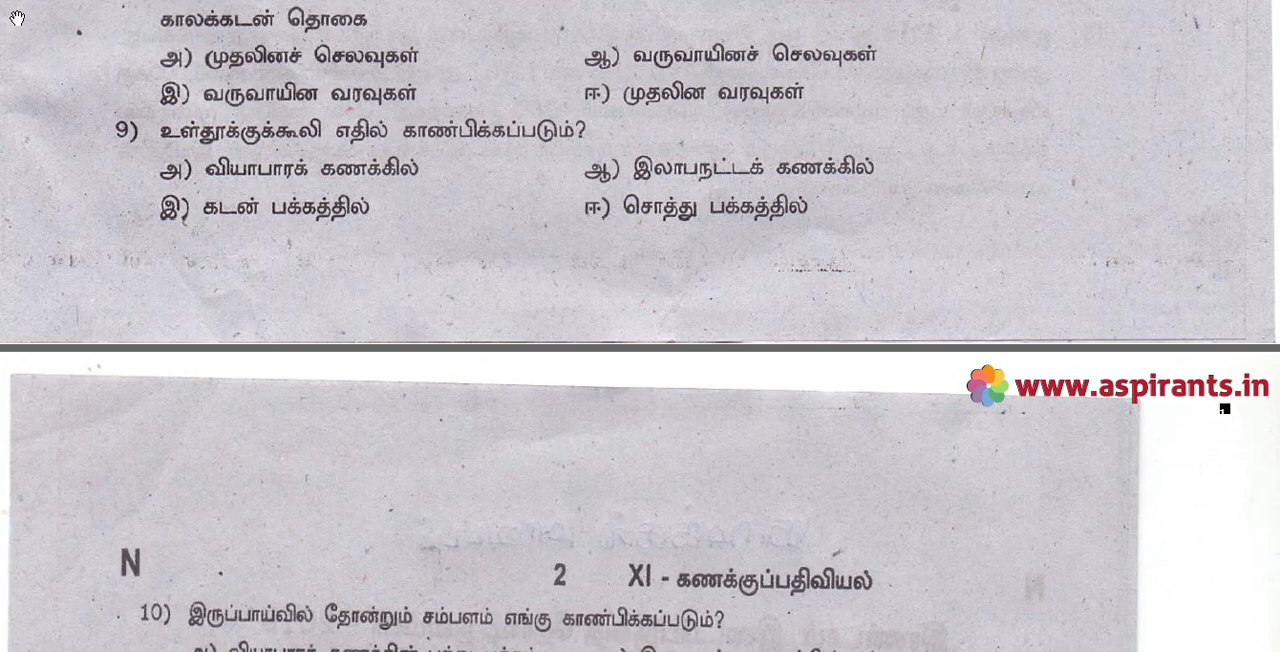 காலக்கடன் தொகை
அ) முதலினச் செலவுகள் ஆ) வருவாயினச் செலவுகள்
இ) வருவாயின வரவுகள் ஈ) முதலின வரவுகள்
9) உள்தூக்குக்கூலி எதில் காண்பிக்கப்படும்?
அ) வியாபாரக் கணக்கில் ஆ) இலாபநட்டக் கணக்கில்
இ) கடன் பக்கத்தில் ஈ) சொத்து பக்கத்தில்
www.aspirants.in
N 2 XI - கணக்குப்பதிவியல்
10) இருப்பாய்வில் தோன்றும் சம்பளம் எங்கு காண்பிக்கப்படும்?